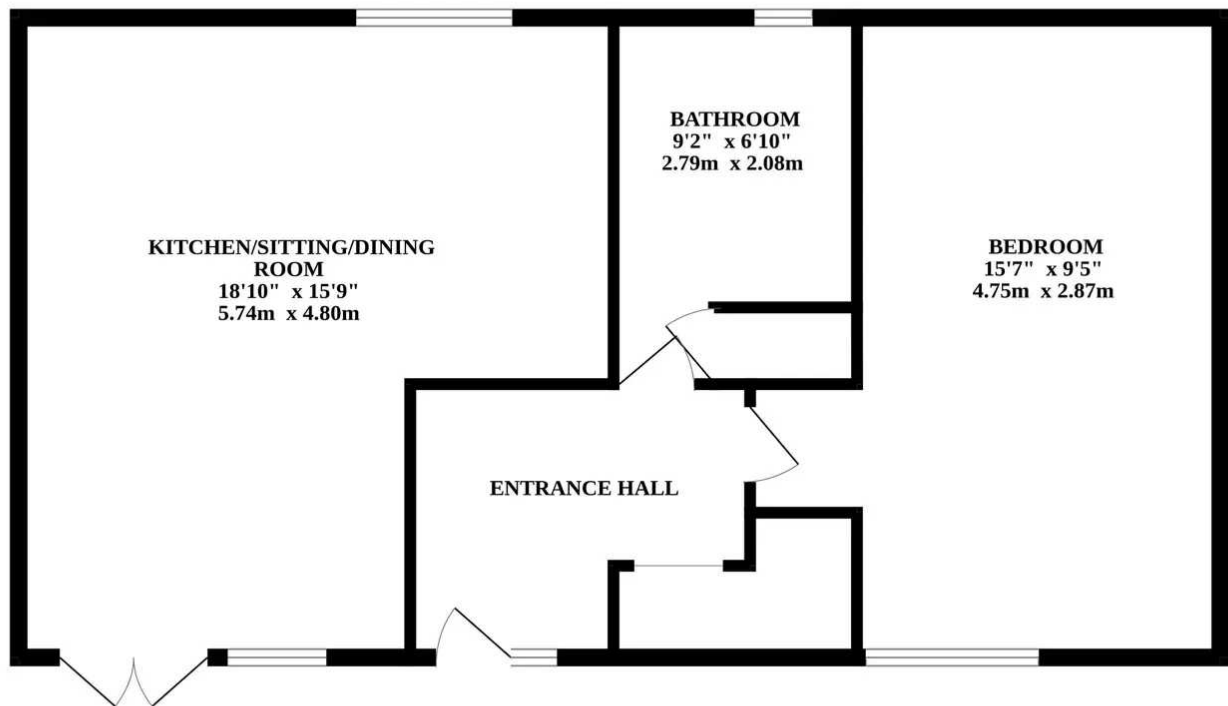 BATHROOM
9'2" x 6'10"
2.79m x 2.08m
KITCHEN/SITTING/DINING
ROOM
18'10" x 15'9"
5.74m x 4.80m
BEDROOM
15'7" x 9'5"
4.75m x 2.87m
ENTRANCE HALL